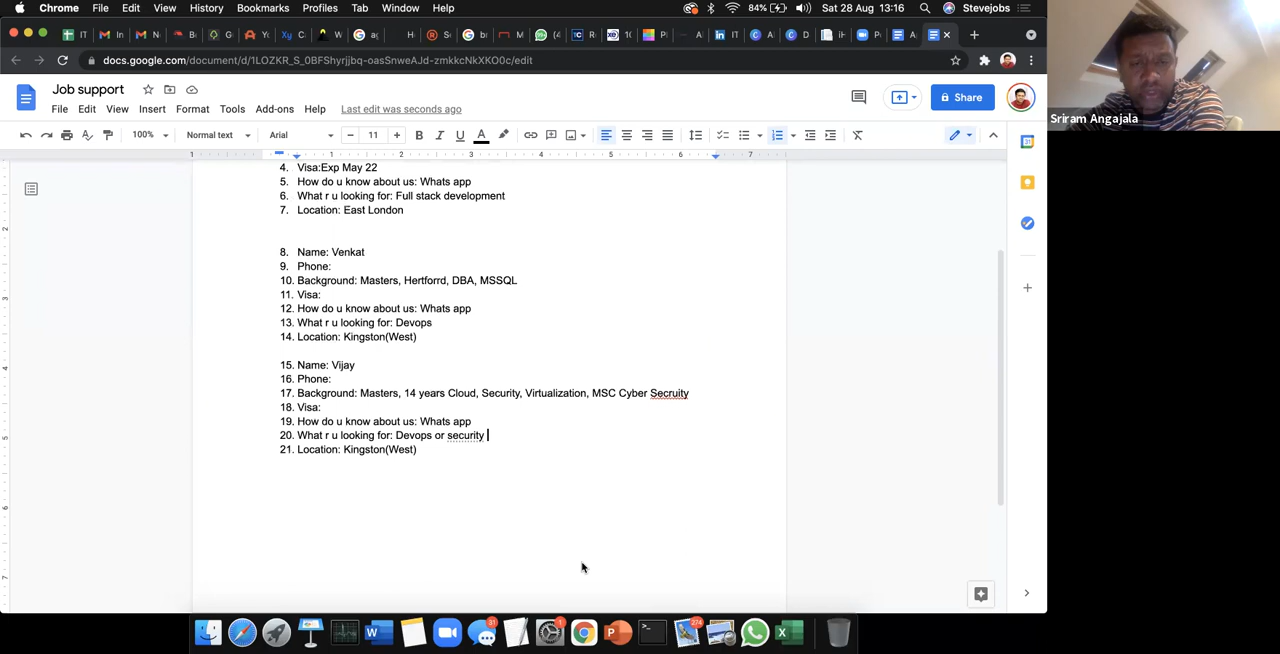 Chrome File Edit View History Bookmarks Profiles Tab Window Help 84% Sat 28 Aug 13:16 Stevejobs
docs.google.com/document/d/1LOZKR_S_0BFShyrjjbq-oasSnweAJd-zmkkcNkXKO0c/edit
Job support
File Edit View Insert Format Tools Add-ons Help Last edit was seconds ago
Share
Sriram Angajala
100% Normal text Arial 11
4. Visa:Exp May 22
5. How do u know about us: Whats app
6. What r u looking for: Full stack development
7. Location: East London
8. Name: Venkat
9. Phone:
10. Background: Masters, Hertforrd, DBA, MSSQL
11. Visa:
12. How do u know about us: Whats app
13. What r u looking for: Devops
14. Location: Kingston(West)
15. Name: Vijay
16. Phone:
17. Background: Masters, 14 years Cloud, Security, Virtualization, MSC Cyber Secruity
18. Visa:
19. How do u know about us: Whats app
20. What r u looking for: Devops or security
21. Location: Kingston(West)